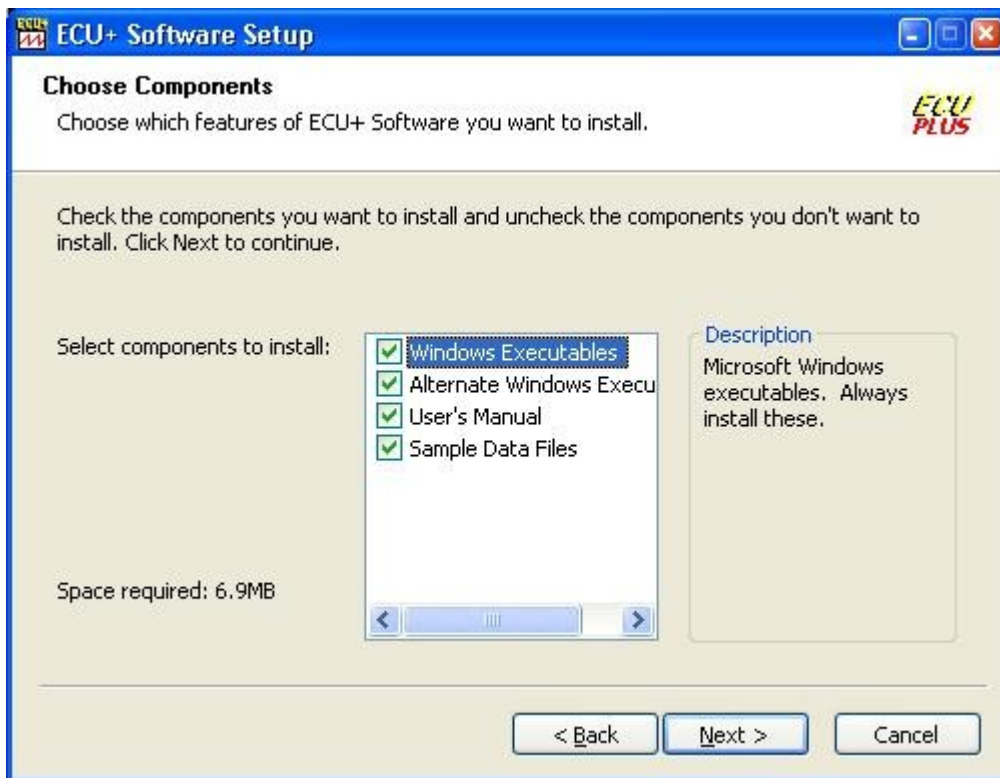 ECU+ Software Setup
Choose Components
Choose which features of ECU+ Software you want to install.
ECU
PLUS
Check the components you want to install and uncheck the components you don't want to
install. Click Next to continue.
Select components to install:
Windows Executables
Alternate Windows Execu
User's Manual
Sample Data Files
Description
Microsoft Windows
executables.  Always
install these.
Space required: 6.9MB
< Back
Next >
Cancel